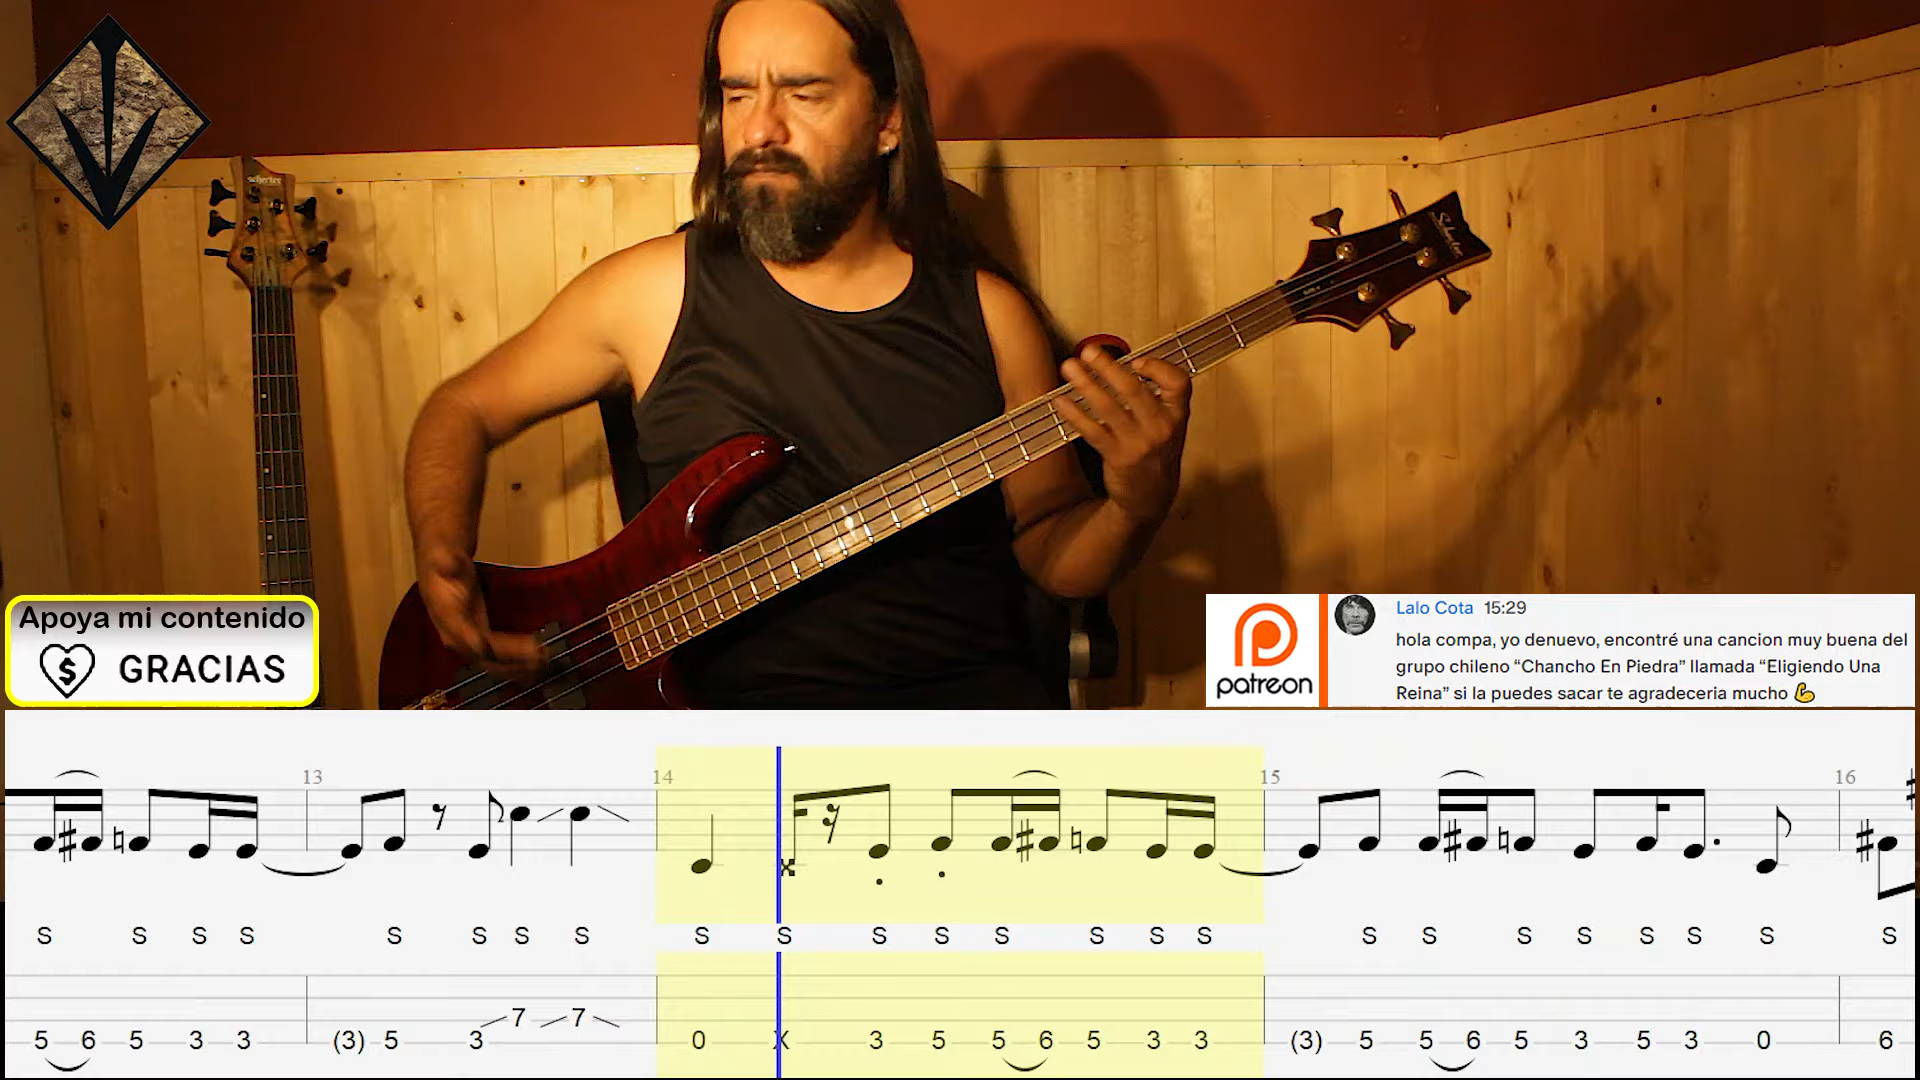 schecter
Schecter
Apoya mi contenido
$ GRACIAS
patreon
Lalo Cota 15:29
hola compa, yo denuevo, encontré una cancion muy buena del
grupo chileno “Chancho En Piedra” llamada “Eligiendo Una
Reina” si la puedes sacar te agradeceria mucho 💪
13 14 15 16
S S S S S S S S S S S S S S S S S S S S S S S S
7 7
5 6 5 3 3 (3) 5 3 0 X 3 5 5 6 5 3 3 (3) 5 5 6 5 3 5 3 0 6